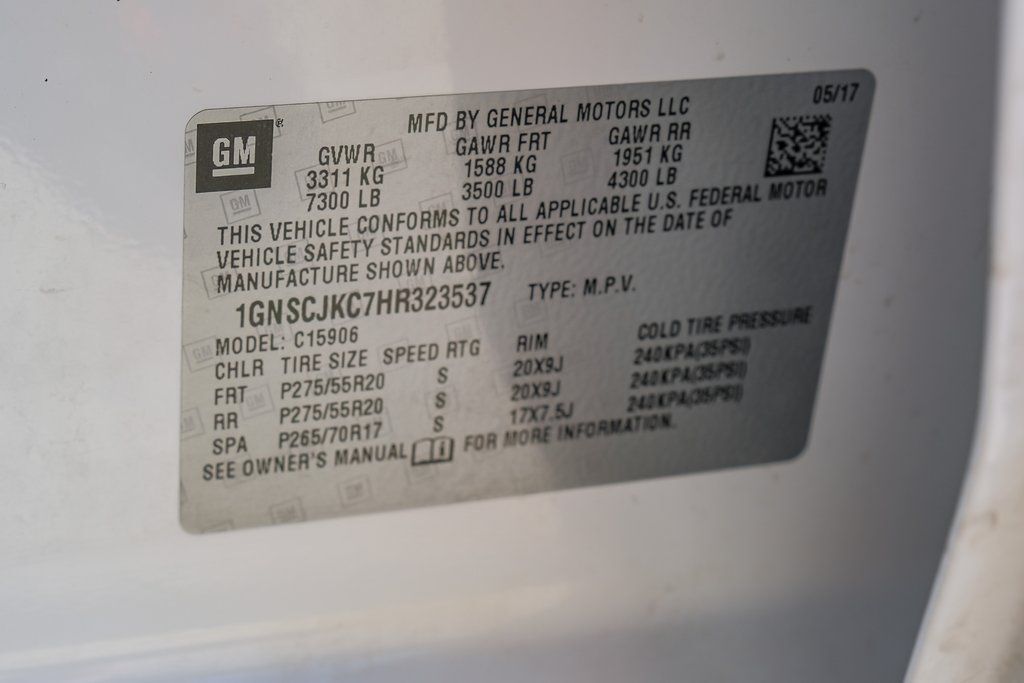 05/17
GM®
MFD BY GENERAL MOTORS LLC
GVWR GAWR FRT GAWR RR
3311 KG 1588 KG 1951 KG
7300 LB 3500 LB 4300 LB
THIS VEHICLE CONFORMS TO ALL APPLICABLE U.S. FEDERAL MOTOR
VEHICLE SAFETY STANDARDS IN EFFECT ON THE DATE OF
MANUFACTURE SHOWN ABOVE.
1GNSCJKC7HR323537 TYPE: M.P.V.
MODEL: C15906
CHLR TIRE SIZE SPEED RTG RIM COLD TIRE PRESSURE
FRT P275/55R20 S 20X9J 240KPA(35PSI)
RR P275/55R20 S 20X9J 240KPA(35PSI)
SPA P265/70R17 S 17X7.5J 240KPA(35PSI)
SEE OWNER'S MANUAL FOR MORE INFORMATION.